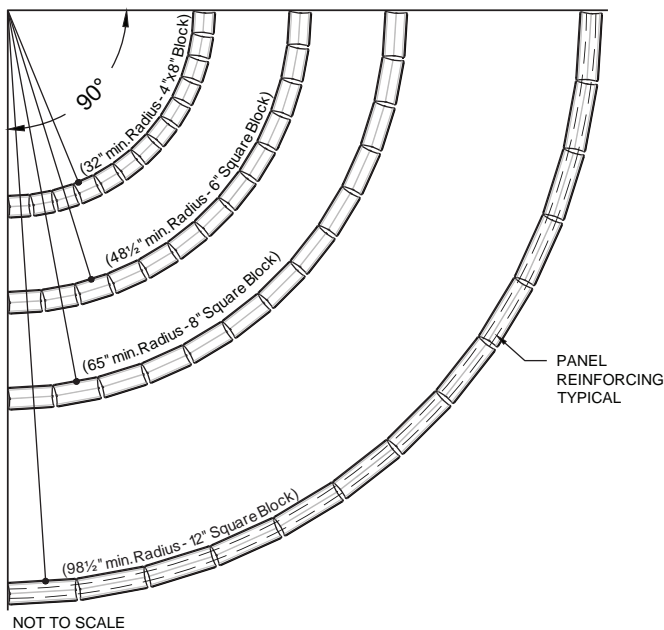 90°
(32" min. Radius - 4"x8" Block)
(48½" min. Radius - 6" Square Block)
(65" min. Radius - 8" Square Block)
(98½" min. Radius - 12" Square Block)
PANEL
REINFORCING
TYPICAL
NOT TO SCALE